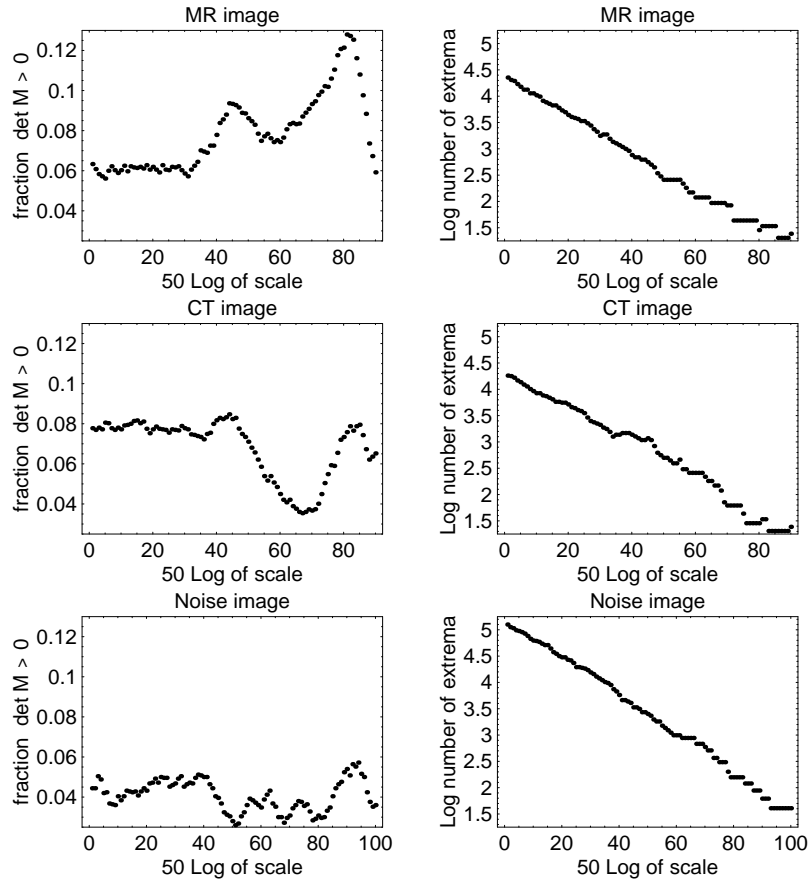 MR image
fraction det M > 0
0.12
0.1
0.08
0.06
0.04
0 20 40 60 80
50 Log of scale
MR image
Log number of extrema
5
4.5
4
3.5
3
2.5
2
1.5
0 20 40 60 80
50 Log of scale
CT image
fraction det M > 0
0.12
0.1
0.08
0.06
0.04
0 20 40 60 80
50 Log of scale
CT image
Log number of extrema
5
4.5
4
3.5
3
2.5
2
1.5
0 20 40 60 80
50 Log of scale
Noise image
fraction det M > 0
0.12
0.1
0.08
0.06
0.04
0 20 40 60 80 100
50 Log of scale
Noise image
Log number of extrema
5
4.5
4
3.5
3
2.5
2
1.5
0 20 40 60 80 100
50 Log of scale